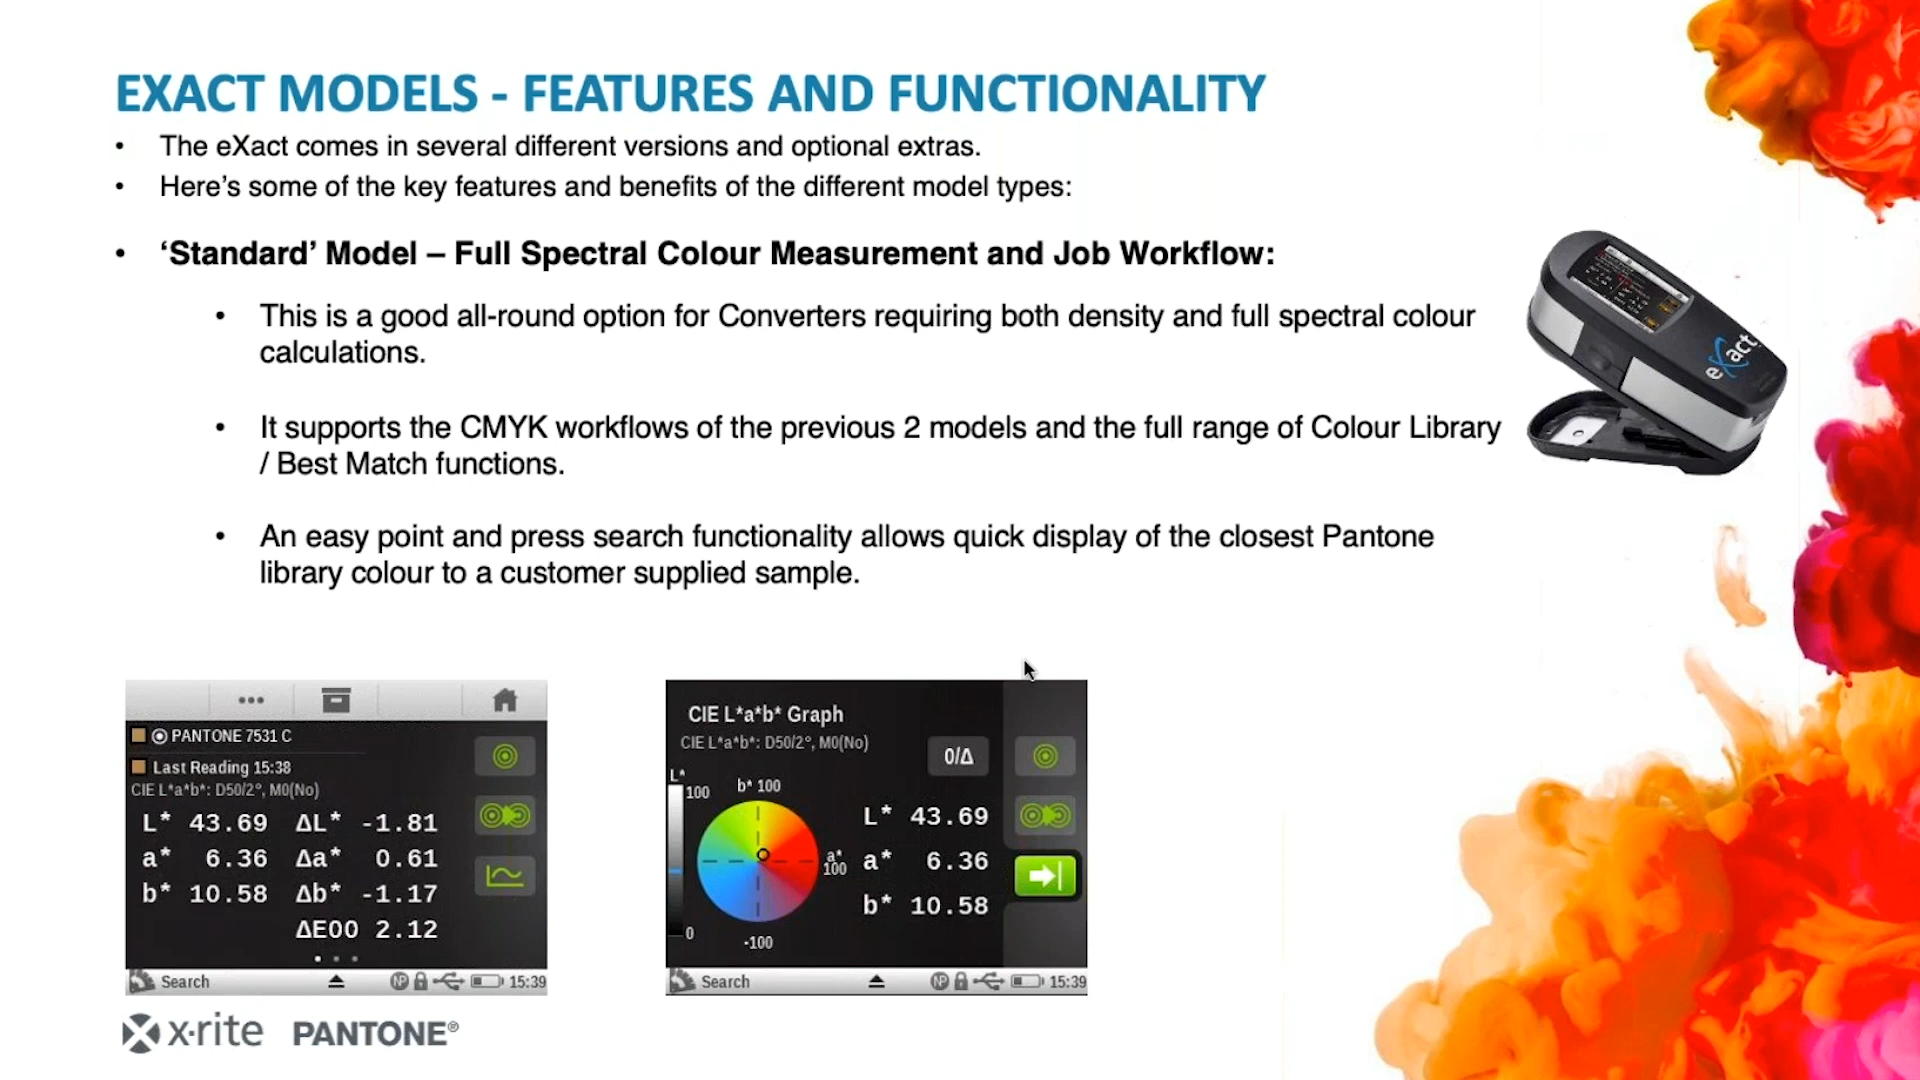 EXACT MODELS - FEATURES AND FUNCTIONALITY
• The eXact comes in several different versions and optional extras.
• Here’s some of the key features and benefits of the different model types:
• ‘Standard’ Model – Full Spectral Colour Measurement and Job Workflow:
• This is a good all-round option for Converters requiring both density and full spectral colour
calculations.
• It supports the CMYK workflows of the previous 2 models and the full range of Colour Library
/ Best Match functions.
• An easy point and press search functionality allows quick display of the closest Pantone
library colour to a customer supplied sample.
eXact
PANTONE 7531 C
Last Reading 15:38
CIE L*a*b*: D50/2°, M0(No)
L* 43.69 ΔL* -1.81
a* 6.36 Δa* 0.61
b* 10.58 Δb* -1.17
ΔE00 2.12
Search NP 15:39
CIE L*a*b* Graph
CIE L*a*b*: D50/2°, M0(No)
0/Δ
L*
100
b* 100
a*
100
0
-100
L* 43.69
a* 6.36
b* 10.58
Search NP 15:39
x·rite PANTONE®